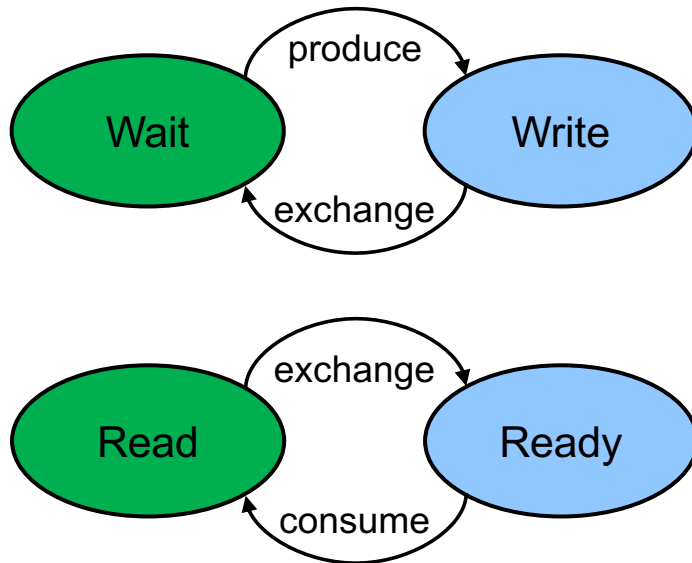 produce
Wait
Write
exchange
exchange
Read
Ready
consume